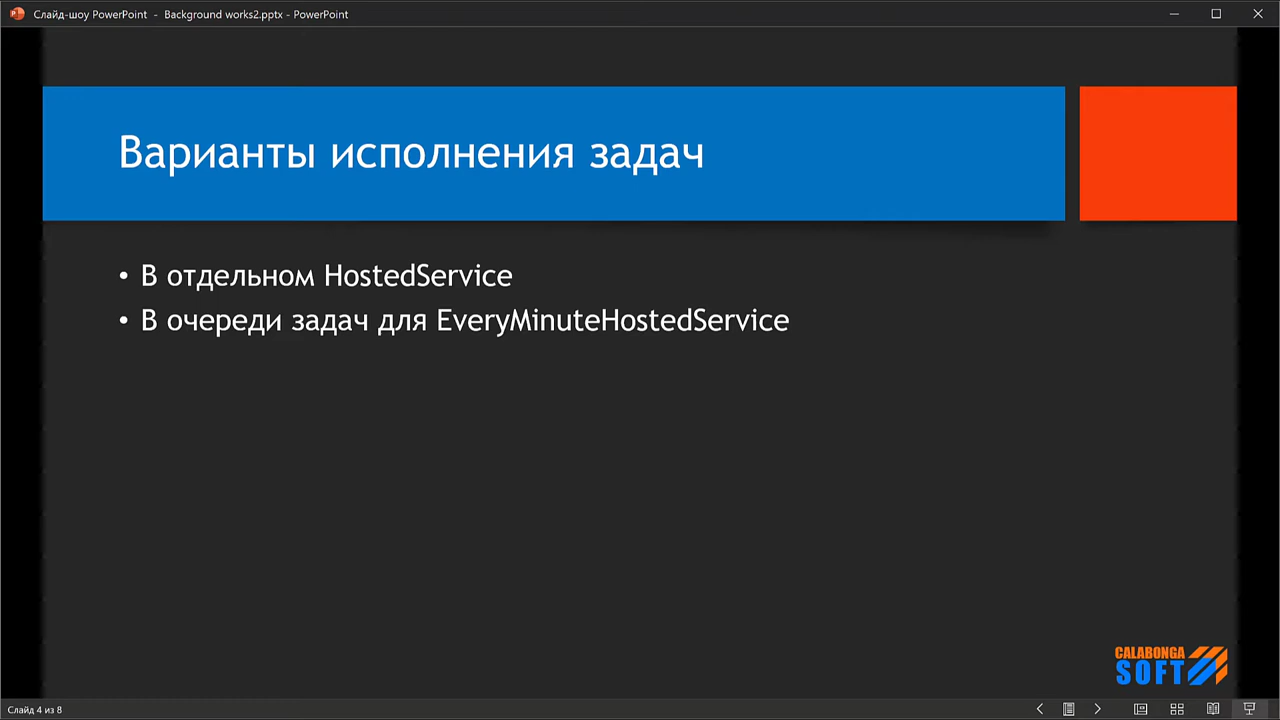 Слайд-шоу PowerPoint - Background works2.pptx - PowerPoint
Варианты исполнения задач
• В отдельном HostedService
• В очереди задач для EveryMinuteHostedService
CALABONGA
SOFT
Слайд 4 из 8